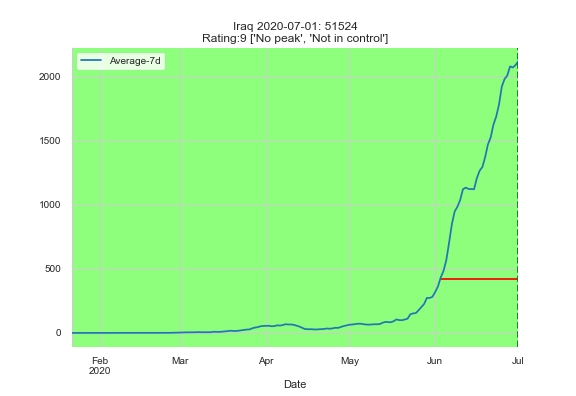 Iraq 2020-07-01: 51524
Rating:9 ['No peak', 'Not in control']
Average-7d
2000
1500
1000
500
0
Feb
2020
Mar
Apr
May
Jun
Jul
Date